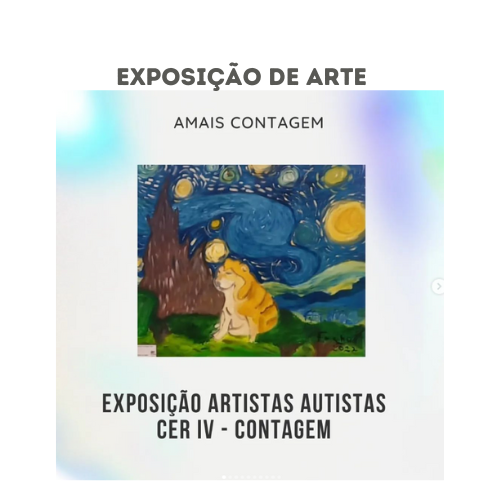 EXPOSIÇÃO DE ARTE
AMAIS CONTAGEM
EXPOSIÇÃO ARTISTAS AUTISTAS
CER IV - CONTAGEM